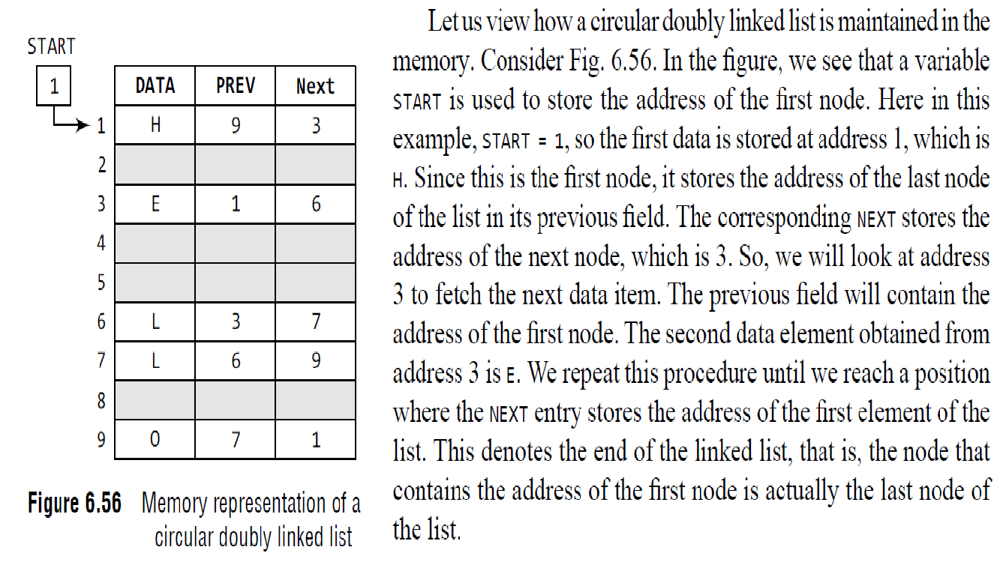 START
1
DATA PREV Next
1 H 9 3
2
3 E 1 6
4
5
6 L 3 7
7 L 6 9
8
9 O 7 1
Figure 6.56 Memory representation of a
circular doubly linked list
Let us view how a circular doubly linked list is maintained in the
memory. Consider Fig. 6.56. In the figure, we see that a variable
START is used to store the address of the first node. Here in this
example, START = 1, so the first data is stored at address 1, which is
H. Since this is the first node, it stores the address of the last node
of the list in its previous field. The corresponding NEXT stores the
address of the next node, which is 3. So, we will look at address
3 to fetch the next data item. The previous field will contain the
address of the first node. The second data element obtained from
address 3 is E. We repeat this procedure until we reach a position
where the NEXT entry stores the address of the first element of the
list. This denotes the end of the linked list, that is, the node that
contains the address of the first node is actually the last node of
the list.